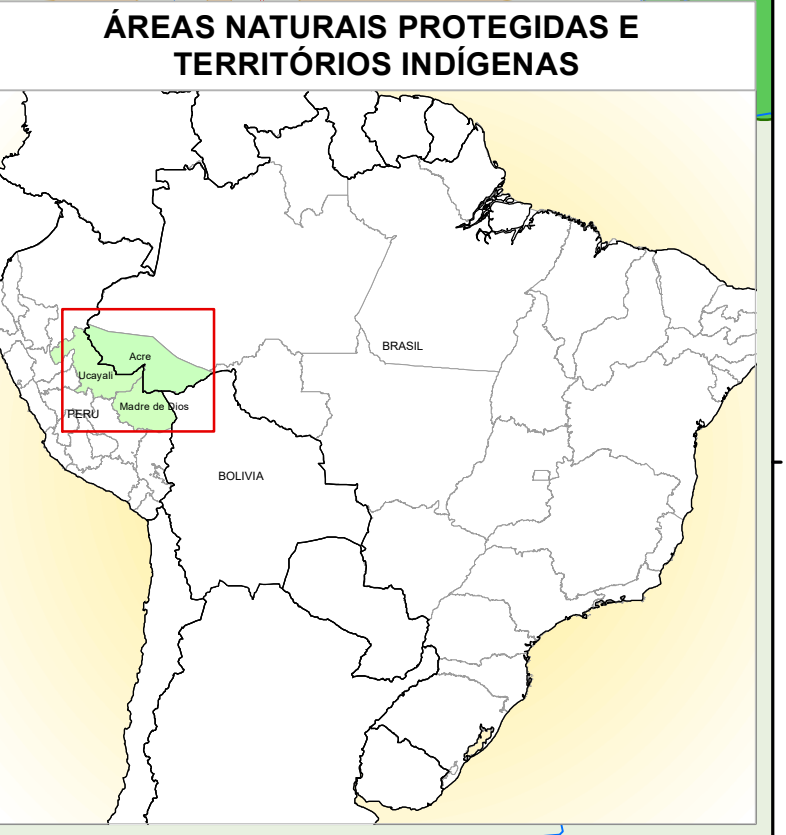 ÁREAS NATURAIS PROTEGIDAS E
TERRITÓRIOS INDÍGENAS
BRASIL
Acre
Ucayali
Madre de Dios
PERU
BOLIVIA